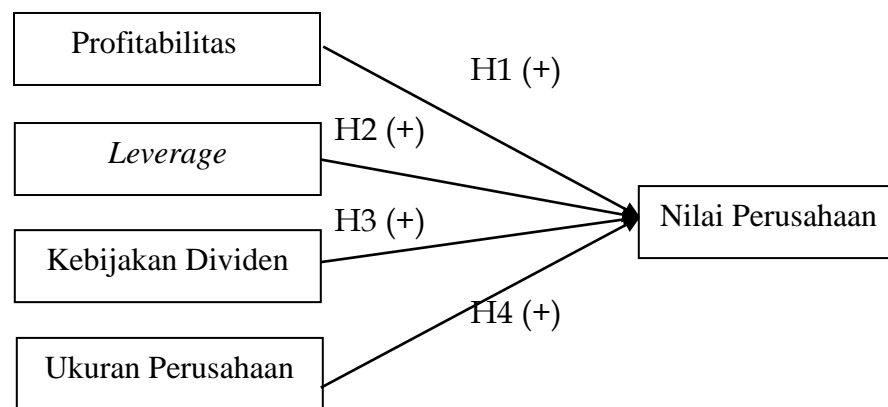 Profitabilitas
H1 (+)
H2 (+)
Leverage
Nilai Perusahaan
H3 (+)
Kebijakan Dividen
H4 (+)
Ukuran Perusahaan